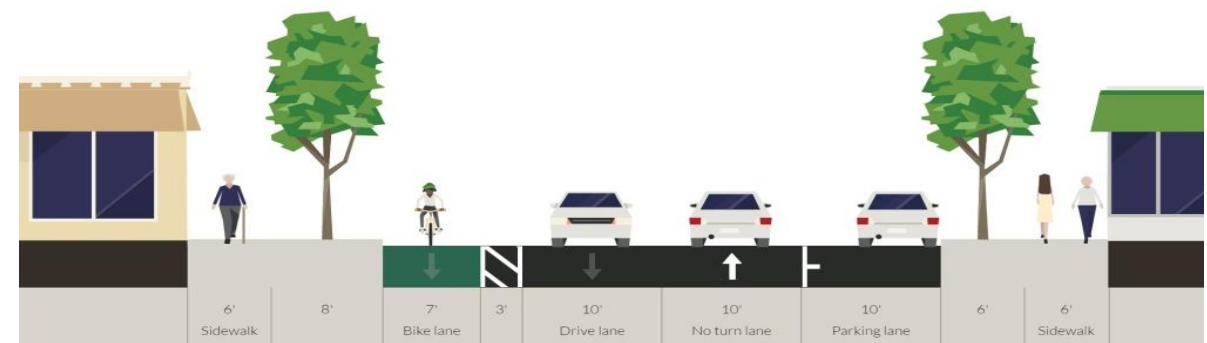 6' 8' 7' 3' 10' 10' 10' 6' 6'
Sidewalk Bike lane Drive lane No turn lane Parking lane Sidewalk